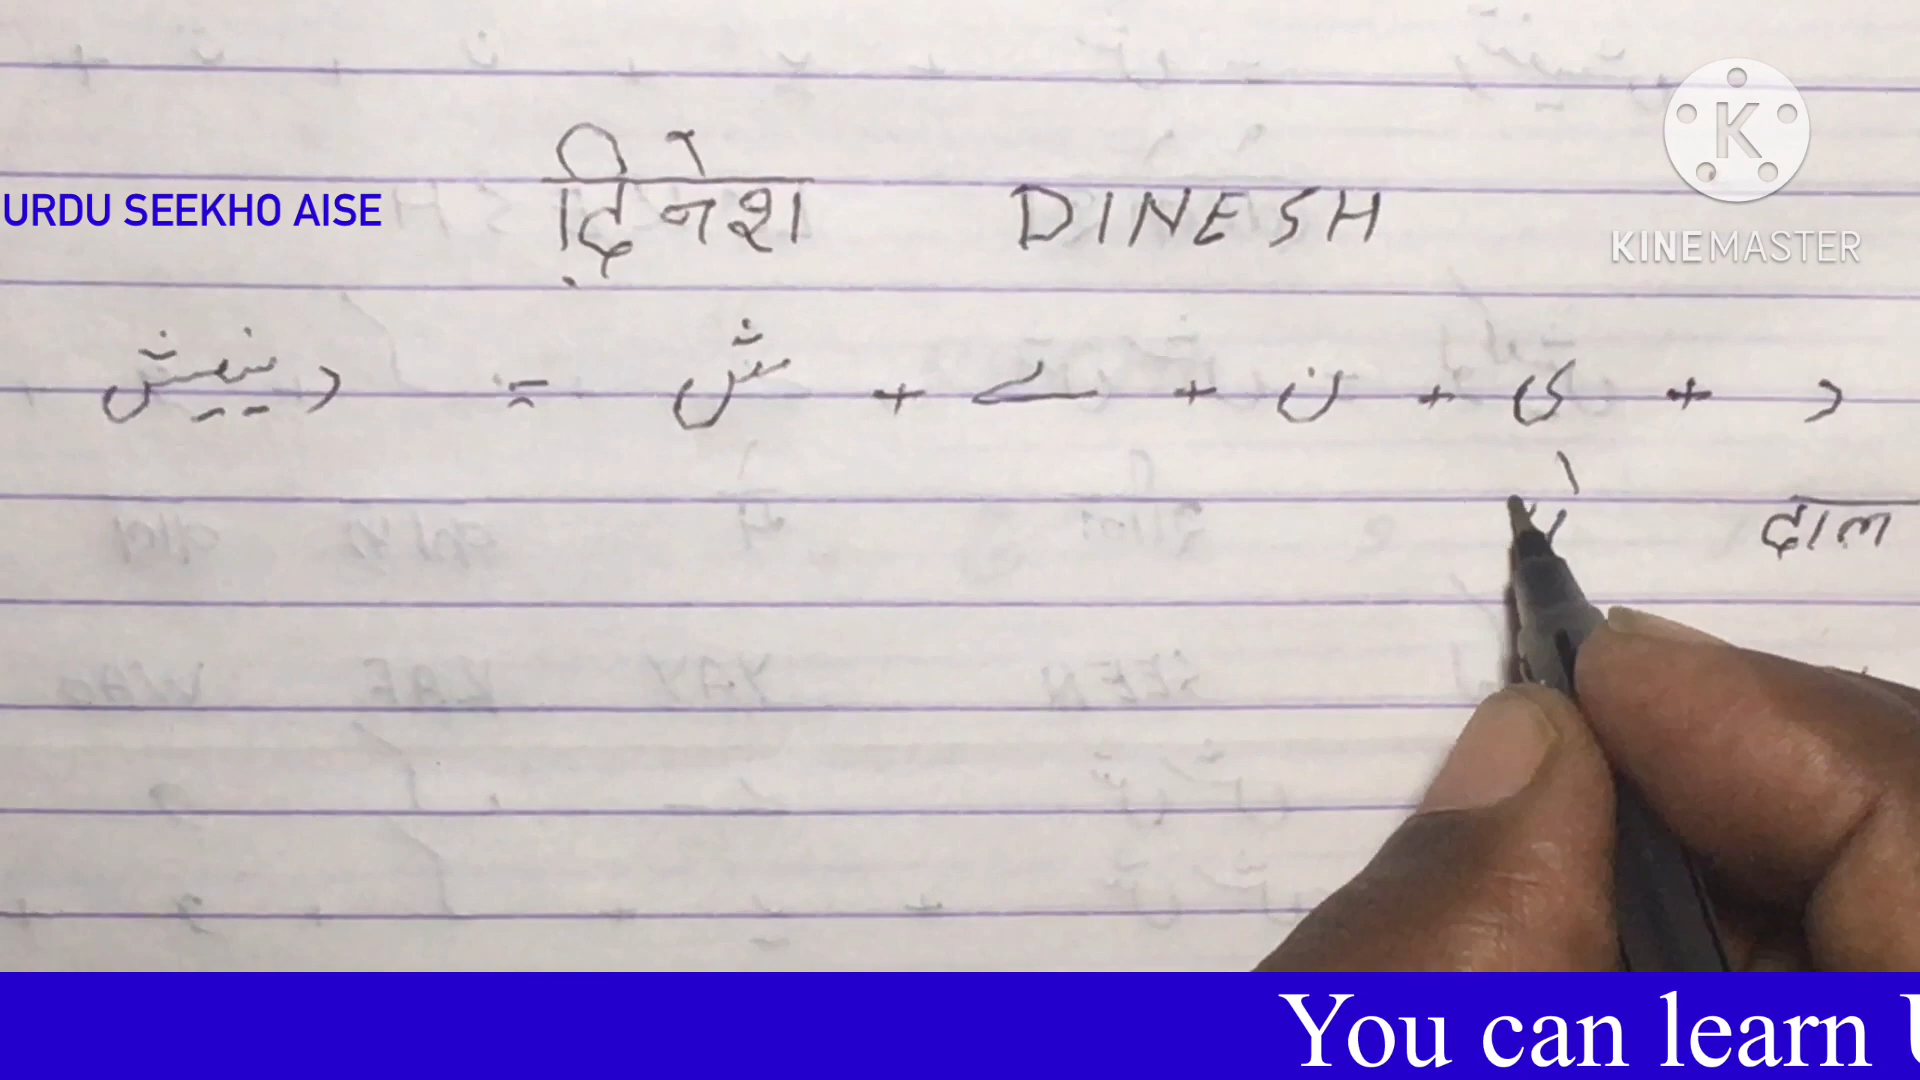 KINEMASTER
URDU SEEKHO AISE
दिनेश DINESH
د + ی + ن + ے + ش = دینیش
दाल
You can learn